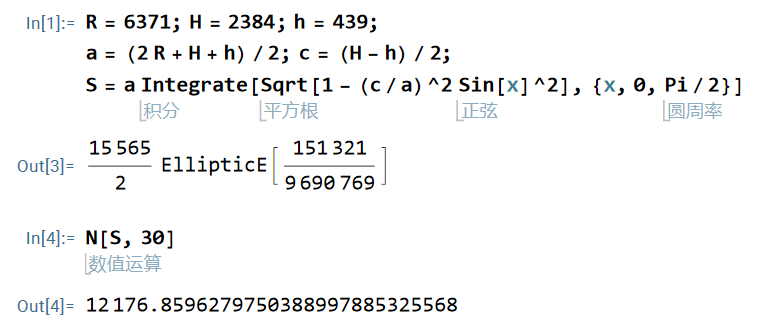 In[1]:= R = 6371; H = 2384; h = 439;
a = (2 R + H + h) / 2; c = (H - h) / 2;
S = a Integrate[Sqrt[1 - (c / a) ^2 Sin[x] ^2], {x, 0, Pi / 2}]
积分 平方根 正弦 圆周率
Out[3]= 15 565 / 2 EllipticE[151 321 / 9 690 769]
In[4]:= N[S, 30]
数值运算
Out[4]= 12 176.8596279750388997885325568